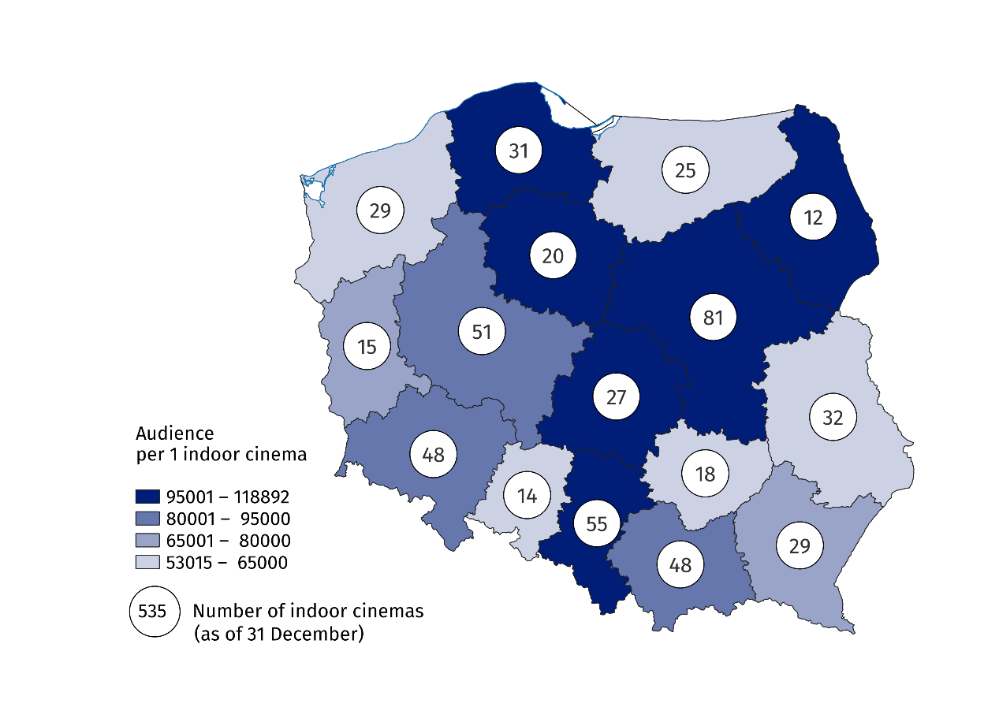 31
25
29
12
20
81
51
15
27
32
48
18
14
55
29
48
Audience
per 1 indoor cinema
95001 – 118892
80001 – 95000
65001 – 80000
53015 – 65000
535 Number of indoor cinemas
(as of 31 December)